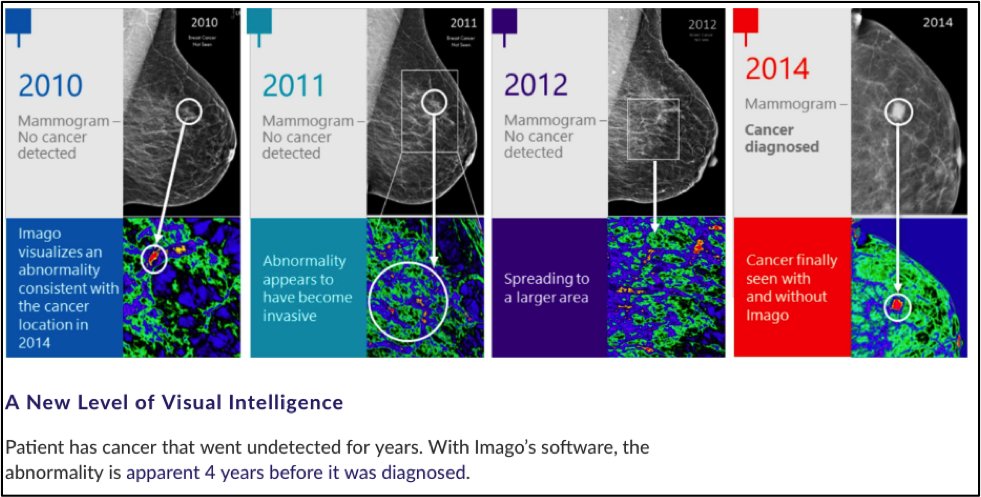 2010
Mammogram –
No cancer
detected
2010
Breast Cancer
Not Seen
Imago
visualizes an
abnormality
consistent with
the cancer
location in
2014
2011
Mammogram –
No cancer
detected
2011
Breast Cancer
Not Seen
Abnormality
appears to
have become
invasive
2012
Mammogram –
No cancer
detected
2012
Breast Cancer
Not Seen
Spreading to
a larger area
2014
Mammogram –
Cancer
diagnosed
2014
Cancer finally
seen with
and without
Imago
A New Level of Visual Intelligence
Patient has cancer that went undetected for years. With Imago’s software, the
abnormality is apparent 4 years before it was diagnosed.